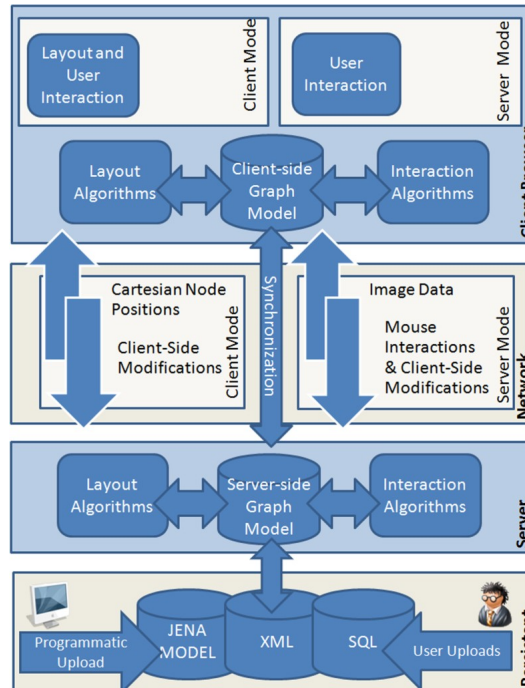 Layout and
User
Interaction
Client Mode
User
Interaction
Server Mode
Layout
Algorithms
Client-side
Graph
Model
Interaction
Algorithms
Cartesian Node
Positions
Client-Side
Modifications
Client Mode
Synchronization
Image Data
Mouse
Interactions
& Client-Side
Modifications
Server Mode
Network
Layout
Algorithms
Server-side
Graph
Model
Interaction
Algorithms
Server
Programmatic
Upload
JENA
MODEL
XML
SQL
User Uploads